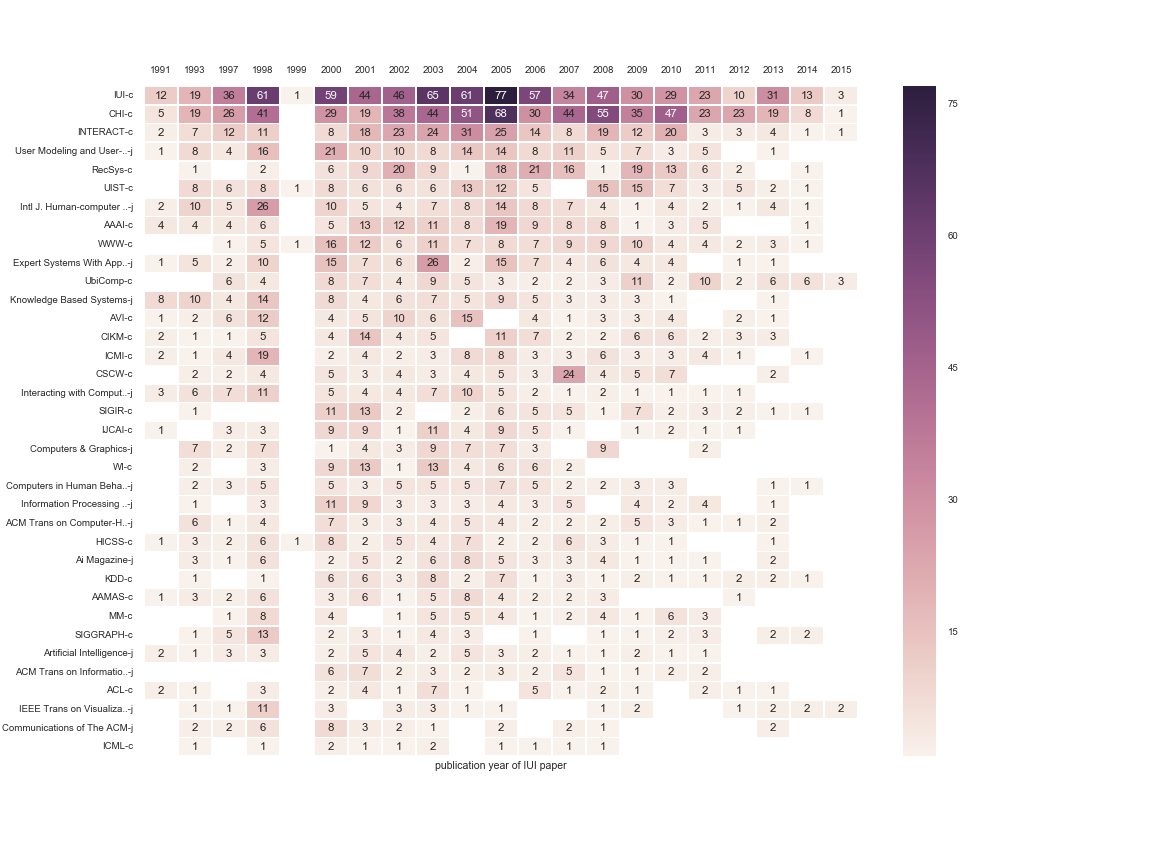 1991 1993 1997 1998 1999 2000 2001 2002 2003 2004 2005 2006 2007 2008 2009 2010 2011 2012 2013 2014 2015
IUI-c 12 19 36 61 1 59 44 46 65 61 77 57 34 47 30 29 23 10 31 13 3
CHI-c 5 19 26 41 29 19 38 44 51 68 30 44 55 35 47 23 23 19 8 1
INTERACT-c 2 7 12 11 8 18 23 24 31 25 14 8 19 12 20 3 3 4 1 1
User Modeling and User-..-j 1 8 4 16 21 10 10 8 14 14 8 11 5 7 3 5 1
RecSys-c 1 2 6 9 20 9 1 18 21 16 1 19 13 6 2 1
UIST-c 8 6 8 1 8 6 6 6 13 12 5 15 15 7 3 5 2 1
Intl J. Human-computer ..-j 2 10 5 26 10 5 4 7 8 14 8 7 4 1 4 2 1 4 1
AAAI-c 4 4 4 6 5 13 12 11 8 19 9 8 8 1 3 5 1
WWW-c 1 5 1 16 12 6 11 7 8 7 9 9 10 4 4 2 3 1
Expert Systems With App..-j 1 5 2 10 15 7 6 26 2 15 7 4 6 4 4 1 1
UbiComp-c 6 4 8 7 4 9 5 3 2 2 3 11 2 10 2 6 6 3
Knowledge Based Systems-j 8 10 4 14 8 4 6 7 5 9 5 3 3 3 1 1
AVI-c 1 2 6 12 4 5 10 6 15 4 1 3 3 4 2 1
CIKM-c 2 1 1 5 4 14 4 5 11 7 2 2 6 6 2 3 3
ICMI-c 2 1 4 19 2 4 2 3 8 8 3 3 6 3 3 4 1 1
CSCW-c 2 2 4 5 3 4 3 4 5 3 24 4 5 7 2
Interacting with Comput..-j 3 6 7 11 5 4 4 7 10 5 2 1 2 1 1 1 1
SIGIR-c 1 11 13 2 2 6 5 5 1 7 2 3 2 1 1
IJCAI-c 1 3 3 9 9 1 11 4 9 5 1 1 2 1 1
Computers & Graphics-j 7 2 7 1 4 3 9 7 7 3 9 2
WI-c 2 3 9 13 1 13 4 6 6 2
Computers in Human Beha..-j 2 3 5 5 3 5 5 5 7 5 2 2 3 3 1 1
Information Processing ..-j 1 3 11 9 3 3 3 4 3 5 4 2 4 1
ACM Trans on Computer-H..-j 6 1 4 7 3 3 4 5 4 2 2 2 5 3 1 1 2
HICSS-c 1 3 2 6 1 8 2 5 4 7 2 2 6 3 1 1 1
Ai Magazine-j 3 1 6 2 5 2 6 8 5 3 3 4 1 1 1 2
KDD-c 1 1 6 6 3 8 2 7 1 3 1 2 1 1 2 2 1
AAMAS-c 1 3 2 6 3 6 1 5 8 4 2 2 3 1
MM-c 1 8 4 1 5 5 4 1 2 4 1 6 3
SIGGRAPH-c 1 5 13 2 3 1 4 3 1 1 1 2 3 2 2
Artificial Intelligence-j 2 1 3 3 2 5 4 2 5 3 2 1 1 2 1 1
ACM Trans on Informatio..-j 6 7 2 3 2 3 2 5 1 1 2 2
ACL-c 2 1 3 2 4 1 7 1 5 1 2 1 2 1 1
IEEE Trans on Visualiza..-j 1 1 11 3 3 3 1 1 1 2 1 2 2 2
Communications of The ACM-j 2 2 6 8 3 2 1 2 2 1 2
ICML-c 1 1 2 1 1 2 1 1 1 1
publication year of IUI paper
75
60
45
30
15